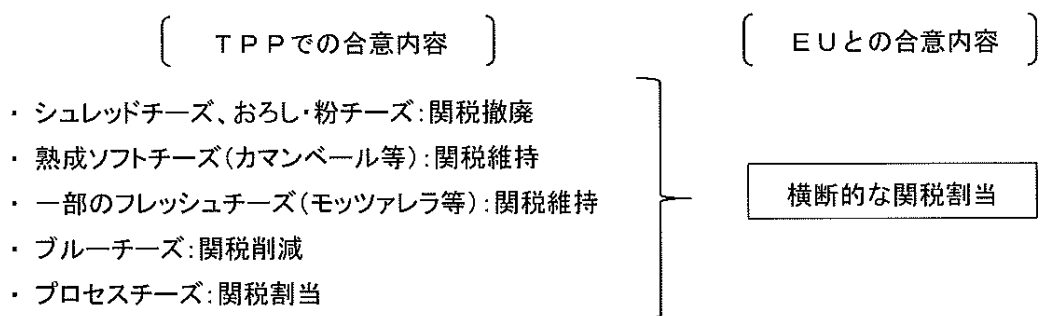 〔 TPPでの合意内容 〕
〔 EUとの合意内容 〕
・ シュレッドチーズ、おろし・粉チーズ:関税撤廃
・ 熟成ソフトチーズ(カマンベール等):関税維持
・ 一部のフレッシュチーズ(モッツァレラ等):関税維持
・ ブルーチーズ:関税削減
・ プロセスチーズ:関税割当
横断的な関税割当